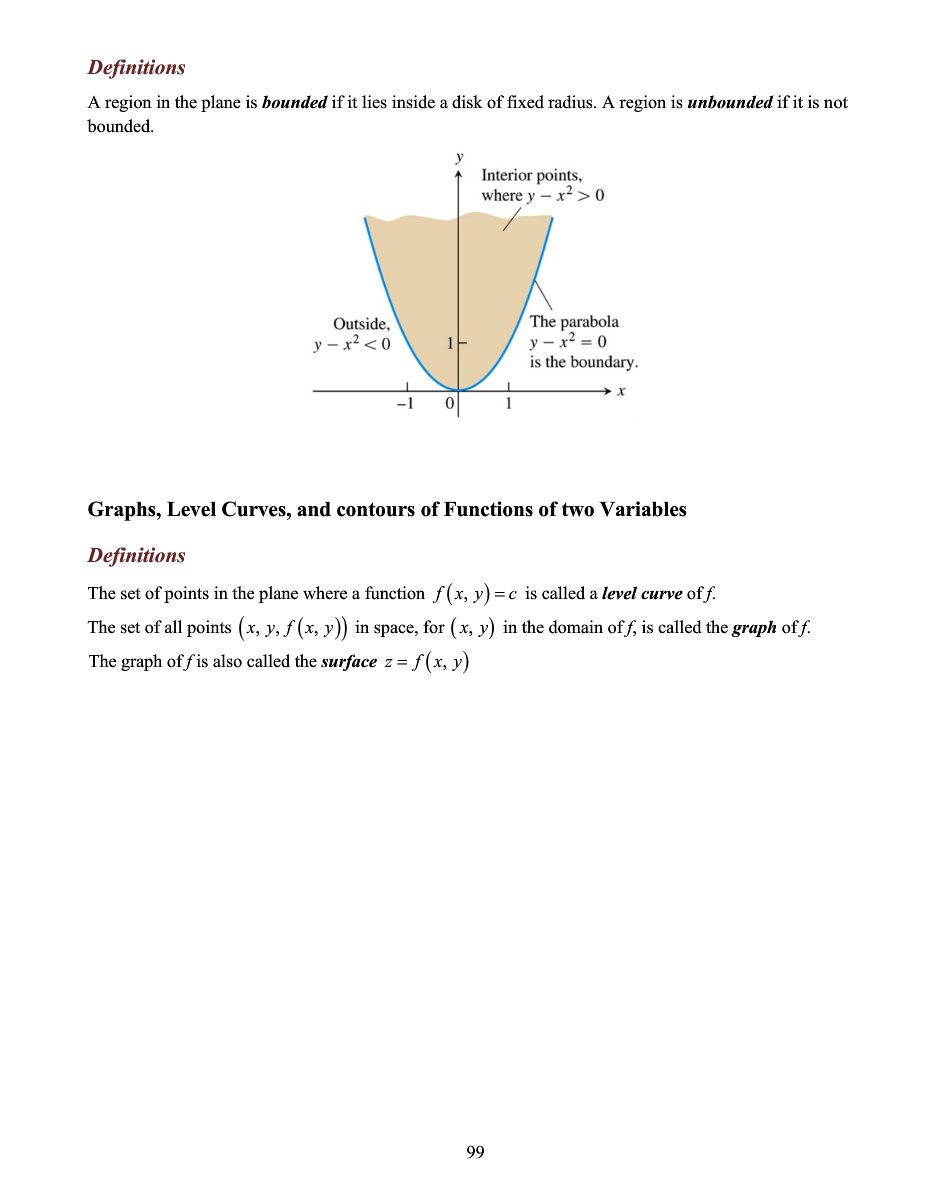 Definitions
A region in the plane is bounded if it lies inside a disk of fixed radius. A region is unbounded if it is not
bounded.
y
Interior points,
where y − x² > 0
Outside,
y − x² < 0
1
The parabola
y − x² = 0
is the boundary.
x
−1
0
1
Graphs, Level Curves, and contours of Functions of two Variables
Definitions
The set of points in the plane where a function f(x, y) = c is called a level curve of f.
The set of all points (x, y, f(x, y)) in space, for (x, y) in the domain of f, is called the graph of f.
The graph of f is also called the surface z = f(x, y)
99